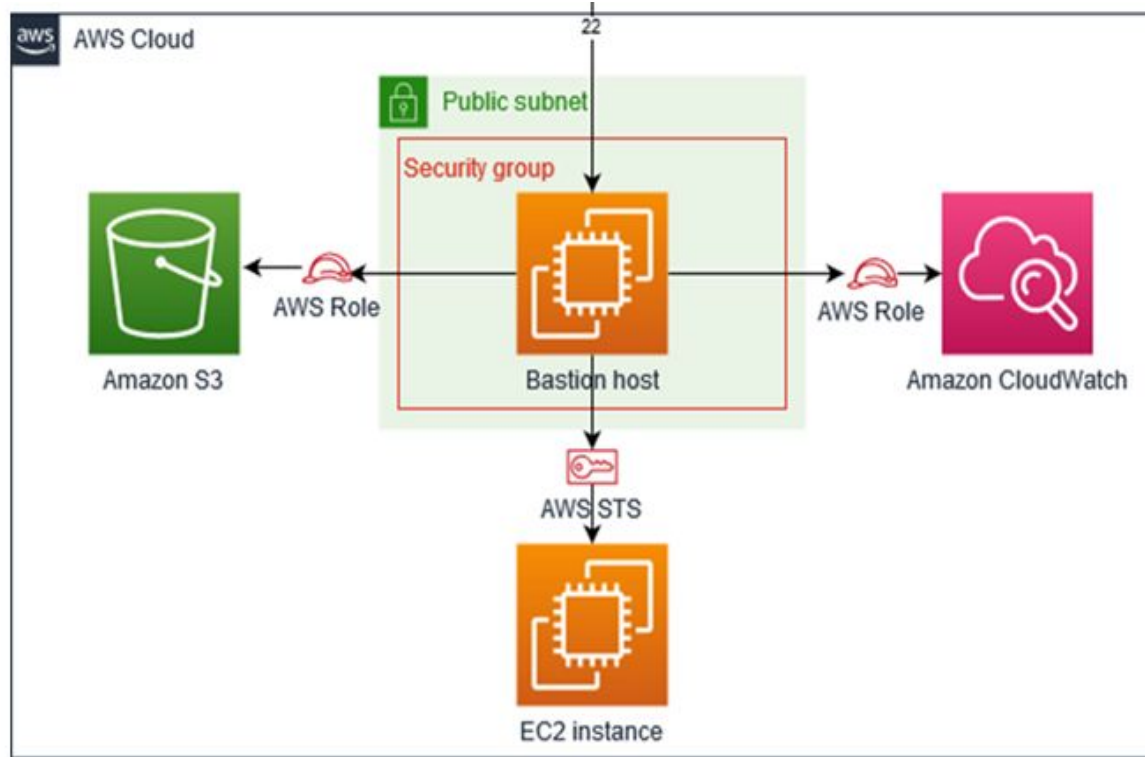 22
aws
AWS Cloud
Public subnet
Security group
AWS Role
AWS Role
Amazon S3
Bastion host
Amazon CloudWatch
AWS STS
EC2 instance